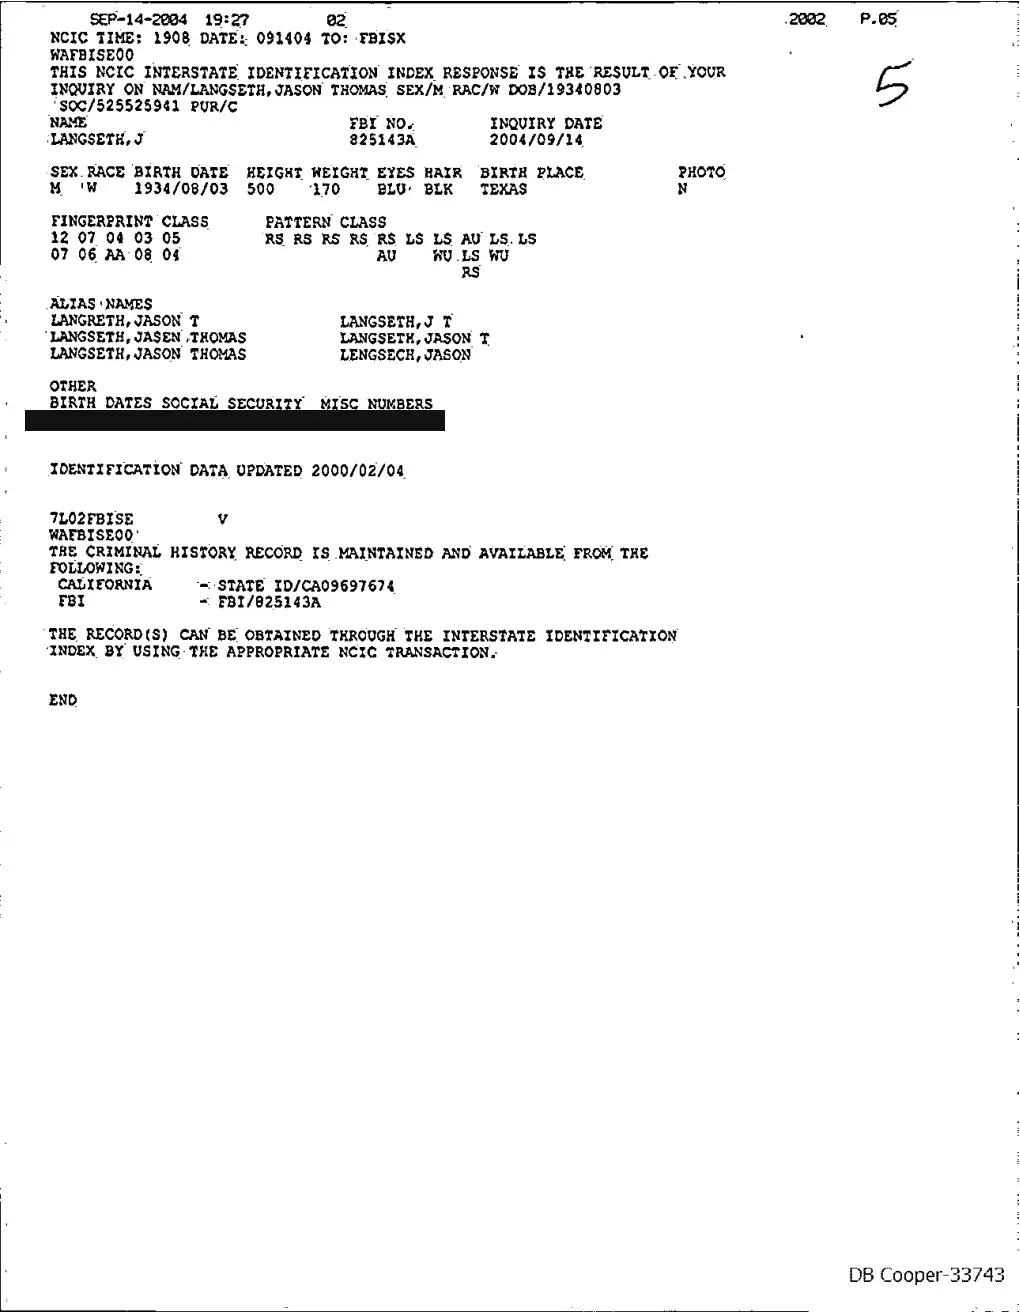 SEP-14-2004 19:27 02 2002 P.05
NCIC TIME: 1908 DATE: 091404 TO: FBISX
WAFBISE00
THIS NCIC INTERSTATE IDENTIFICATION INDEX RESPONSE IS THE RESULT OF YOUR
INQUIRY ON NAM/LANGSETH,JASON THOMAS SEX/M RAC/W DOB/19340803
SOC/525525941 PUR/C
5
NAME FBI NO. INQUIRY DATE
LANGSETH,J 825143A 2004/09/14
SEX RACE BIRTH DATE HEIGHT WEIGHT EYES HAIR BIRTH PLACE PHOTO
M W 1934/08/03 500 170 BLU BLK TEXAS N
FINGERPRINT CLASS PATTERN CLASS
12 07 04 03 05 RS RS RS RS RS LS LS AU LS LS
07 06 AA 08 04 AU WU LS WU
RS
ALIAS NAMES
LANGRETH,JASON T LANGSETH,J T
LANGSETH,JASEN THOMAS LANGSETH,JASON T
LANGSETH,JASON THOMAS LENGSECH,JASON
OTHER
BIRTH DATES SOCIAL SECURITY MISC NUMBERS
IDENTIFICATION DATA UPDATED 2000/02/04
7L02FBISE V
WAFBISE00
THE CRIMINAL HISTORY RECORD IS MAINTAINED AND AVAILABLE FROM THE
FOLLOWING:
CALIFORNIA - STATE ID/CA09697674
FBI - FBI/825143A
THE RECORD(S) CAN BE OBTAINED THROUGH THE INTERSTATE IDENTIFICATION
INDEX BY USING THE APPROPRIATE NCIC TRANSACTION.
END
DB Cooper-33743